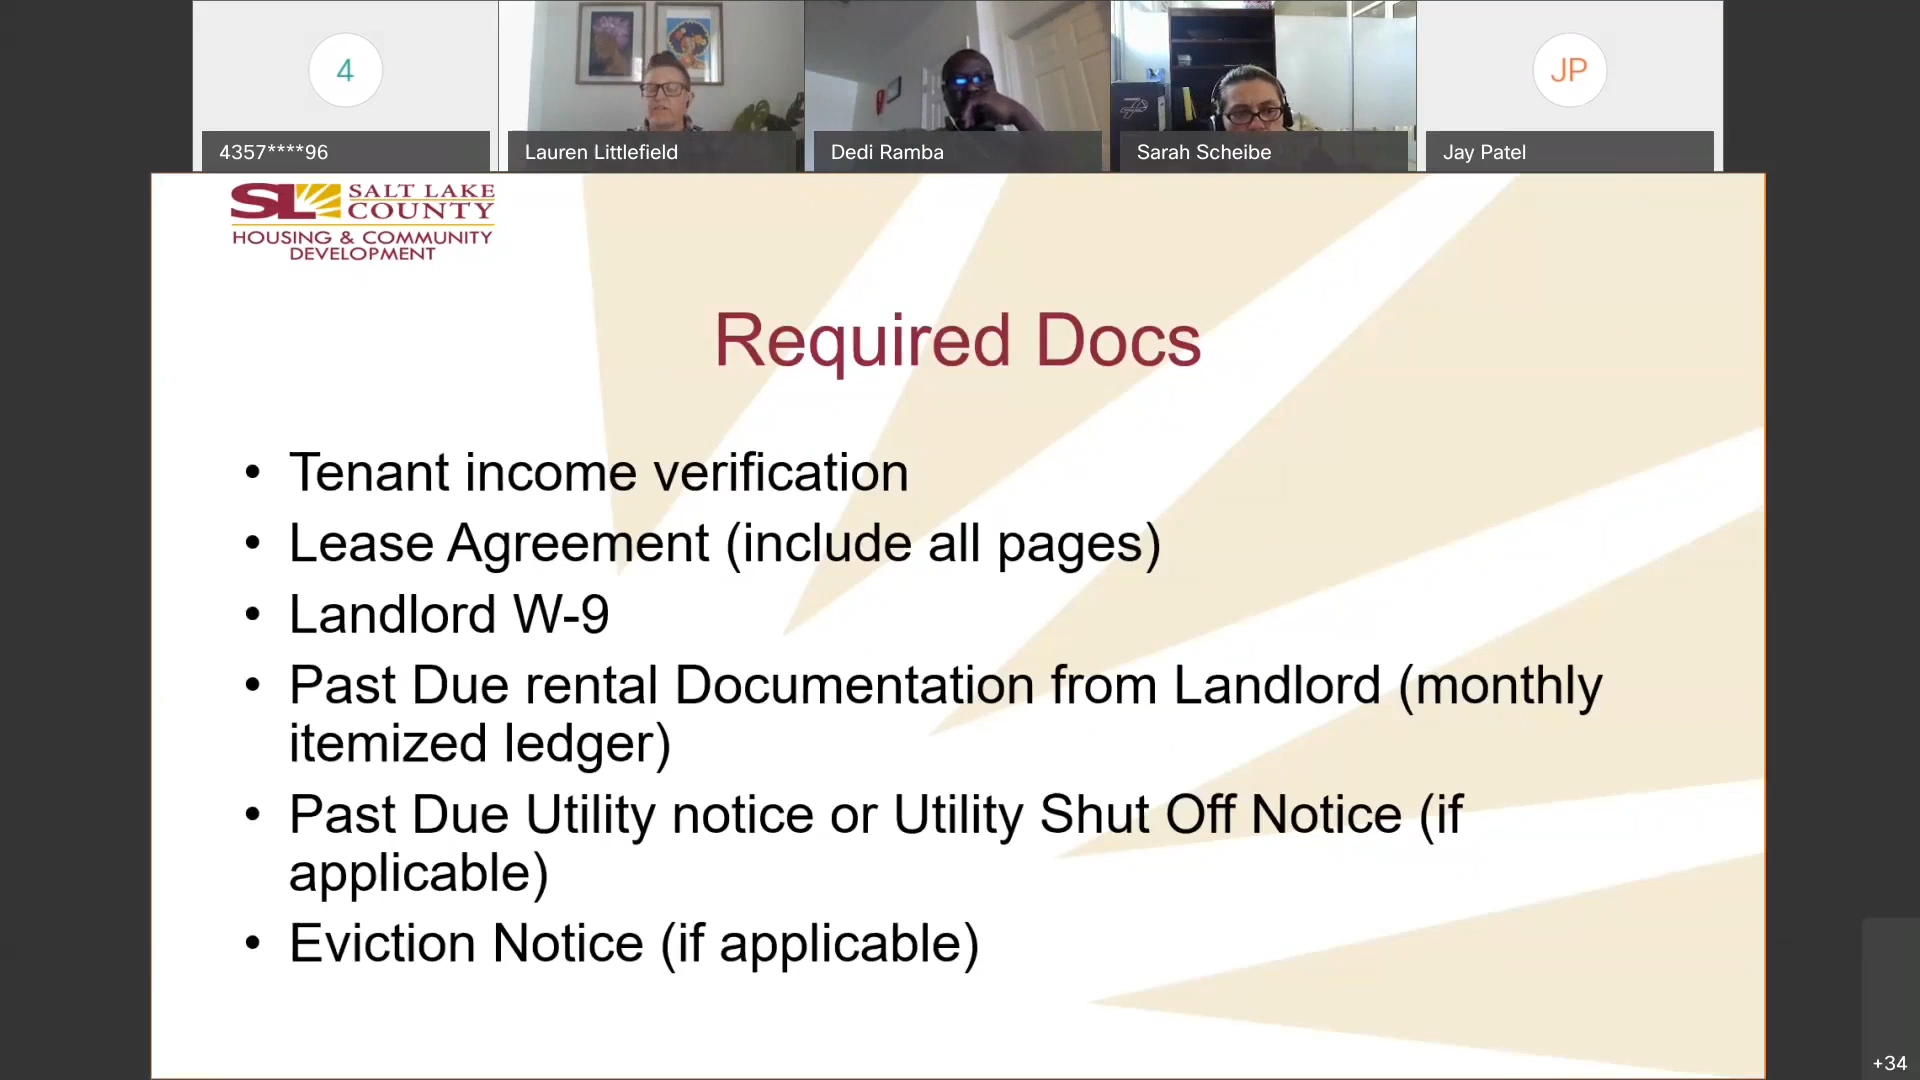 4
4357****96
Lauren Littlefield
Dedi Ramba
Sarah Scheibe
JP
Jay Patel
SL SALT LAKE
COUNTY
HOUSING & COMMUNITY
DEVELOPMENT
Required Docs
• Tenant income verification
• Lease Agreement (include all pages)
• Landlord W-9
• Past Due rental Documentation from Landlord (monthly
itemized ledger)
• Past Due Utility notice or Utility Shut Off Notice (if
applicable)
• Eviction Notice (if applicable)
+34